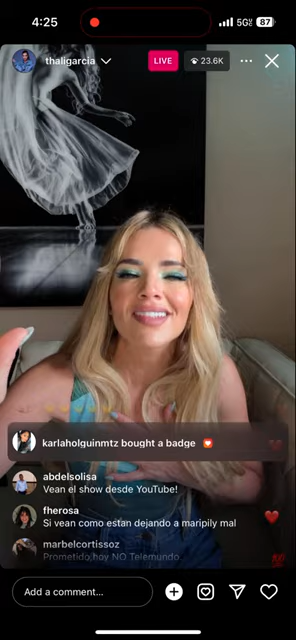 4:25
5G
87
thaligarcia
LIVE
23.6K
karlaholguinmtz bought a badge
abdelsolisa
Vean el show desde YouTube!
fherosa
Si vean como estan dejando a maripily mal
marbelcortissoz
Prometido,hoy NO Telemundo
Add a comment...